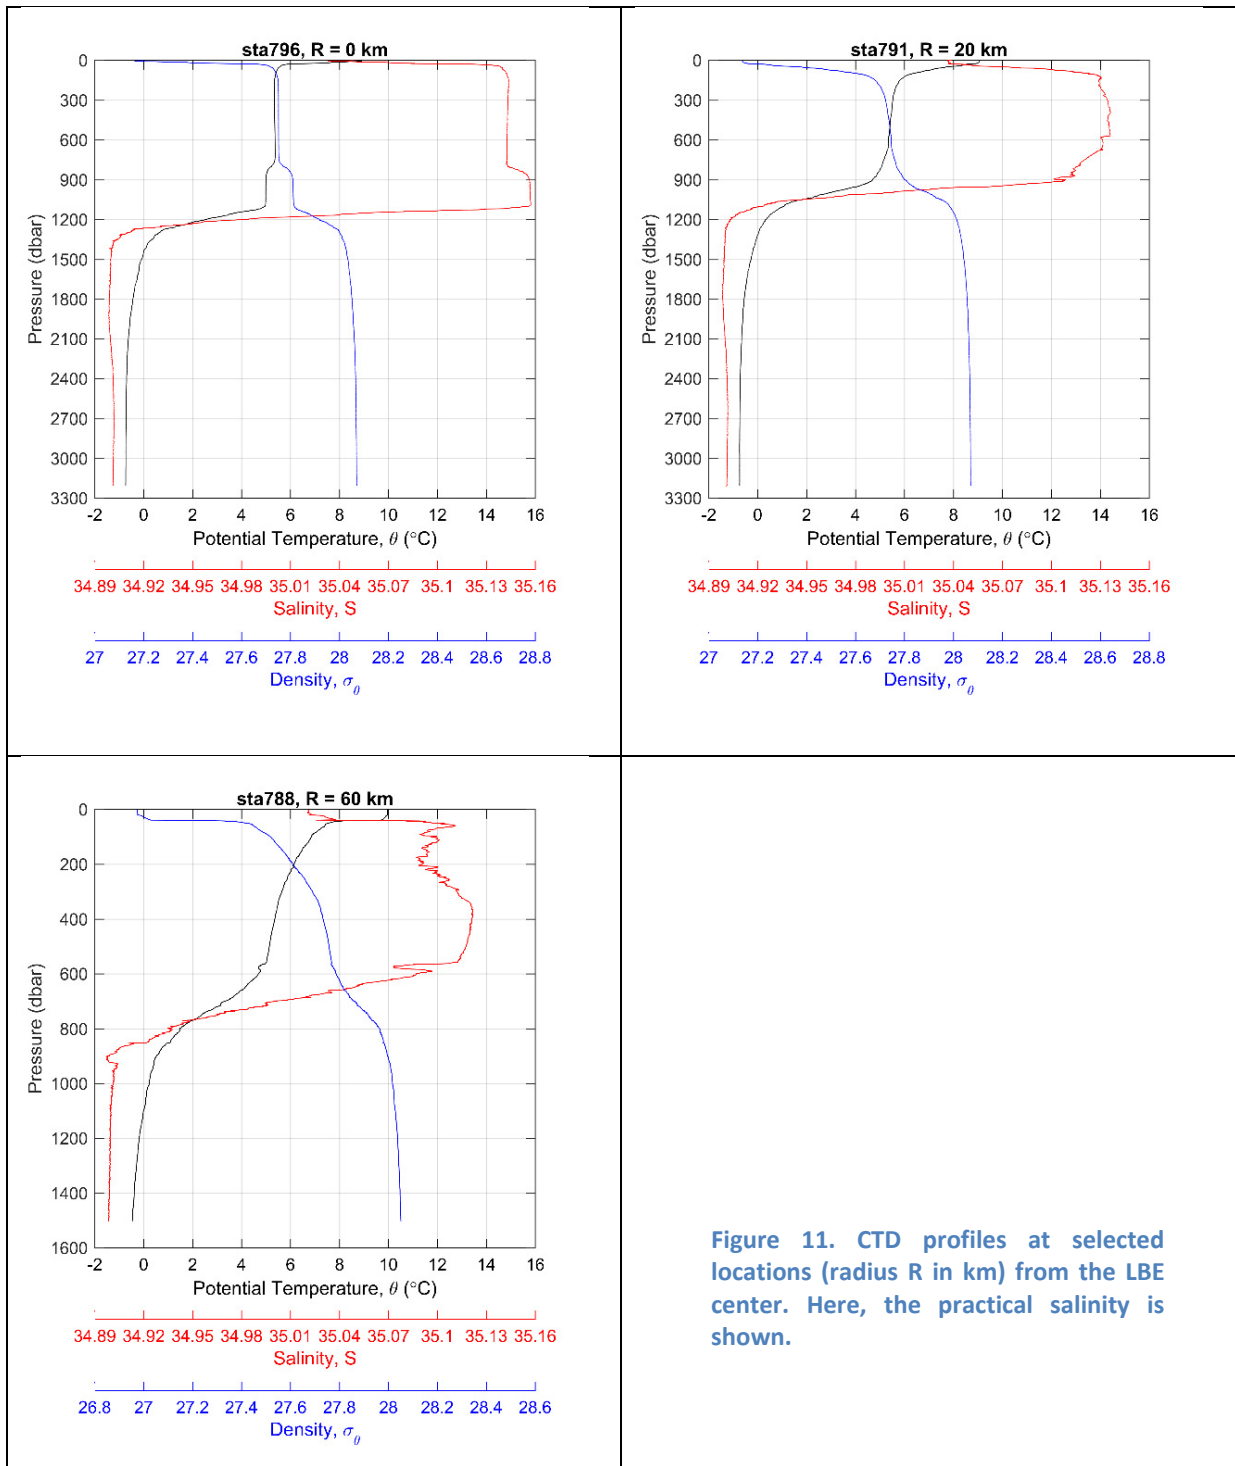 sta796, R = 0 km
0
300
600
900
1200
1500
1800
2100
2400
2700
3000
3300
Pressure (dbar)
-2 0 2 4 6 8 10 12 14 16
Potential Temperature, θ (°C)
34.89 34.92 34.95 34.98 35.01 35.04 35.07 35.1 35.13 35.16
Salinity, S
27 27.2 27.4 27.6 27.8 28 28.2 28.4 28.6 28.8
Density, σθ
sta791, R = 20 km
0
300
600
900
1200
1500
1800
2100
2400
2700
3000
3300
Pressure (dbar)
-2 0 2 4 6 8 10 12 14 16
Potential Temperature, θ (°C)
34.89 34.92 34.95 34.98 35.01 35.04 35.07 35.1 35.13 35.16
Salinity, S
27 27.2 27.4 27.6 27.8 28 28.2 28.4 28.6 28.8
Density, σθ
sta788, R = 60 km
0
200
400
600
800
1000
1200
1400
1600
Pressure (dbar)
-2 0 2 4 6 8 10 12 14 16
Potential Temperature, θ (°C)
34.89 34.92 34.95 34.98 35.01 35.04 35.07 35.1 35.13 35.16
Salinity, S
26.8 27 27.2 27.4 27.6 27.8 28 28.2 28.4 28.6
Density, σθ
Figure 11. CTD profiles at selected
locations (radius R in km) from the LBE
center. Here, the practical salinity is
shown.